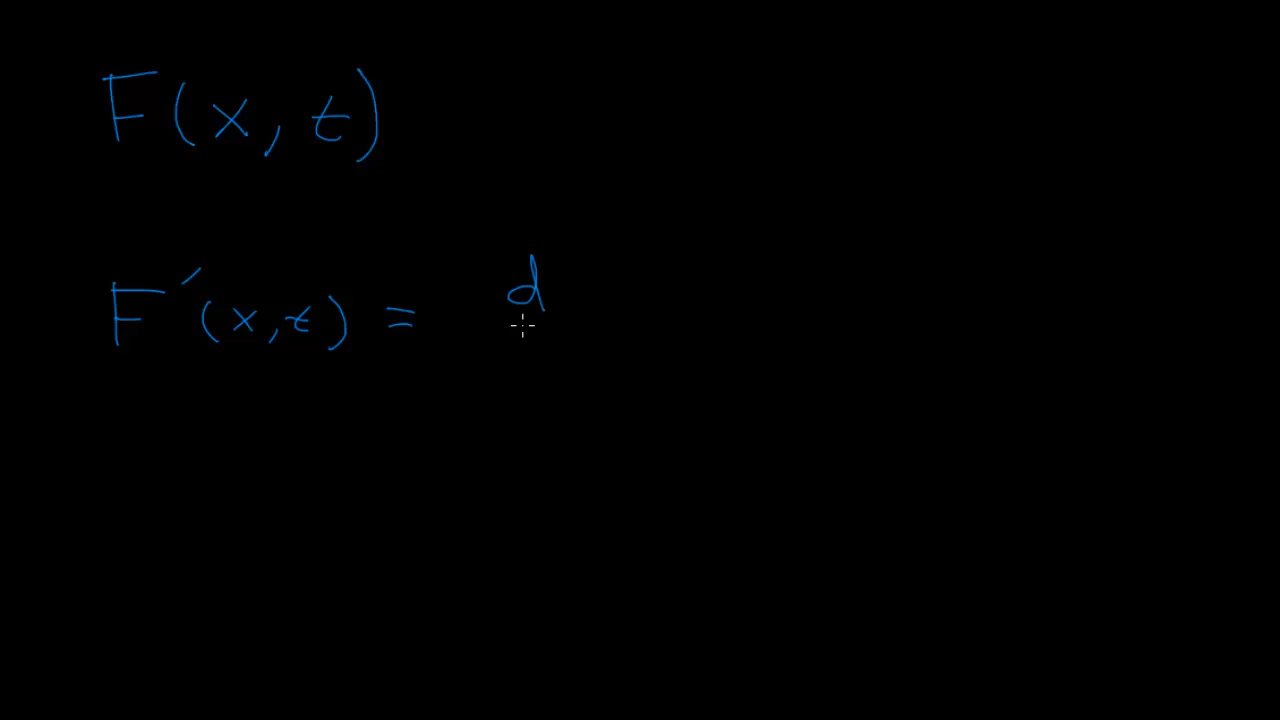 F(x, t)
F′(x,t) = d